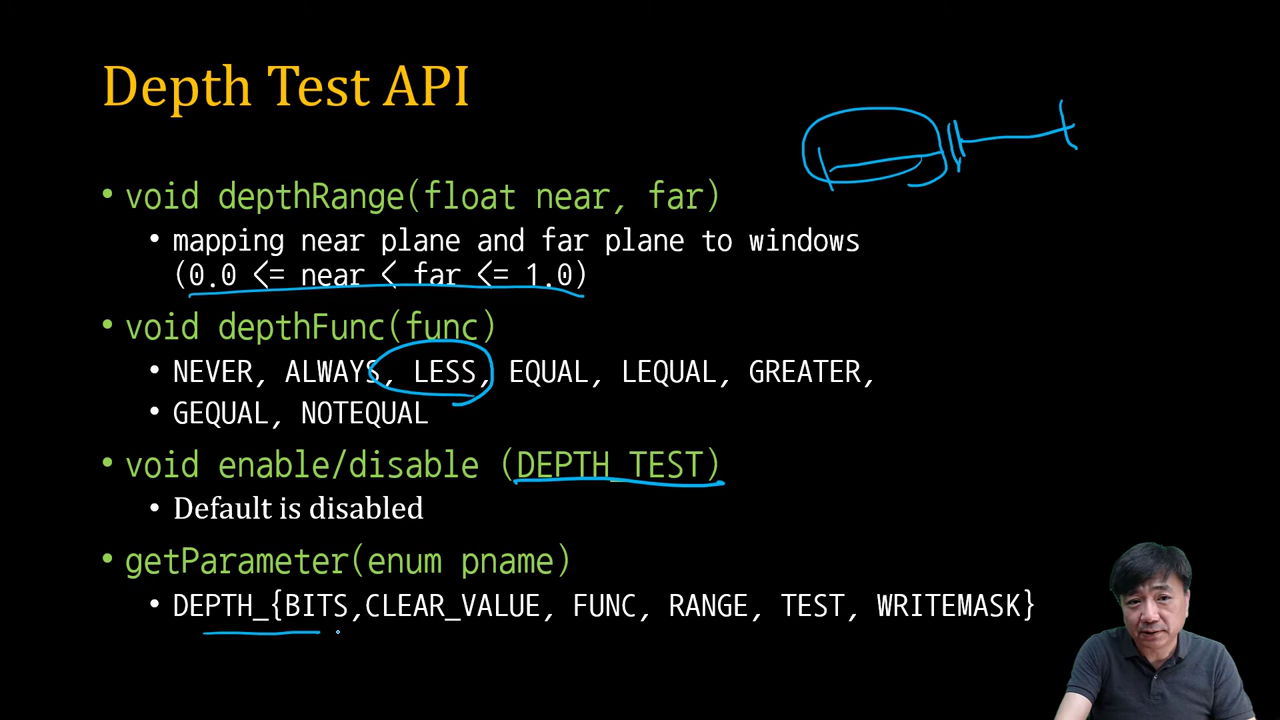 Depth Test API
• void depthRange(float near, far)
• mapping near plane and far plane to windows
(0.0 <= near < far <= 1.0)
• void depthFunc(func)
• NEVER, ALWAYS, LESS, EQUAL, LEQUAL, GREATER,
• GEQUAL, NOTEQUAL
• void enable/disable (DEPTH_TEST)
• Default is disabled
• getParameter(enum pname)
• DEPTH_{BITS,CLEAR_VALUE, FUNC, RANGE, TEST, WRITEMASK}